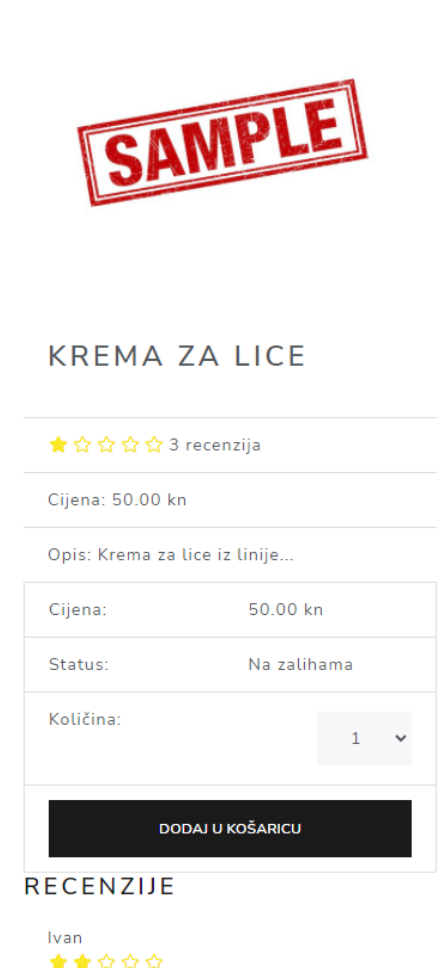 SAMPLE
KREMA ZA LICE
3 recenzija
Cijena: 50.00 kn
Opis: Krema za lice iz linije...
Cijena: 50.00 kn
Status: Na zalihama
Količina: 1
DODAJ U KOŠARICU
RECENZIJE
Ivan